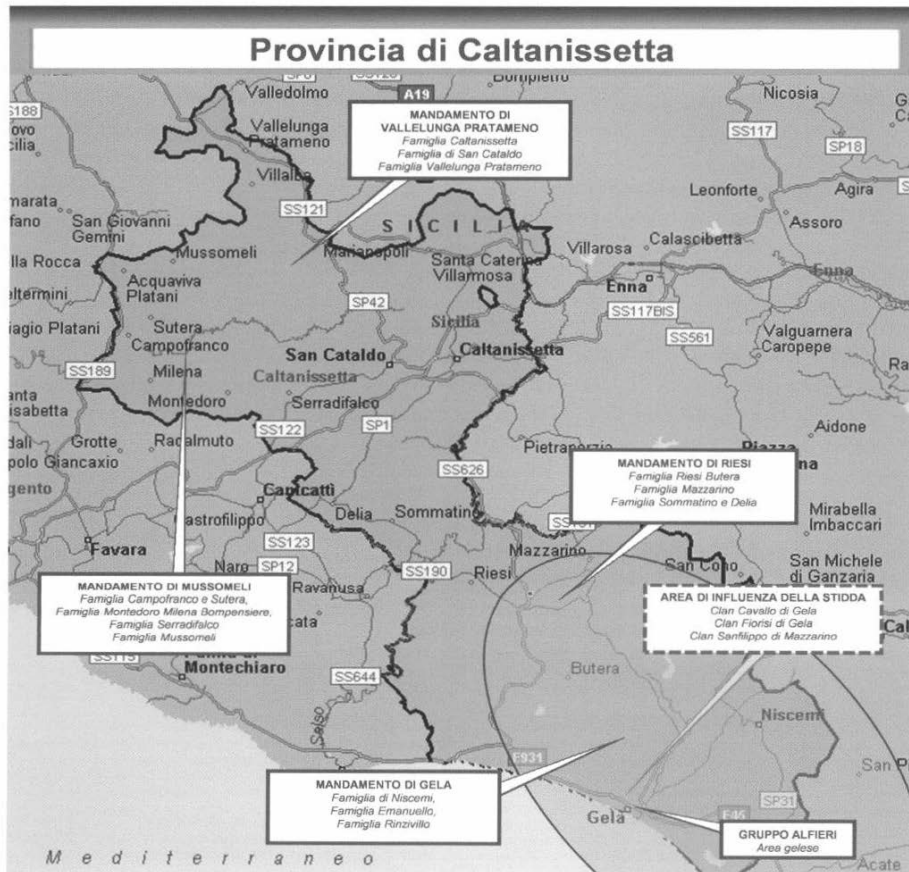 Provincia di Caltanissetta
Valledolmo
A19
Nicosia
SS188
MANDAMENTO DI
VALLELUNGA PRATAMENO
Famiglia Caltanissetta
Famiglia di San Cataldo
Famiglia Vallelunga Pratameno
SS117
SP18
Vallelunga
Pratameno
Villalba
Leonforte
Agira
SS121
San Giovanni
Gemini
SICILIA
Assoro
Mussomeli
Marianopoli
Santa Caterina
Villarmosa
Villarosa
Calascibetta
Acquaviva
Platani
Enna
Enna
SP42
SS117BIS
Sutera
Sicilia
Valguarnera
Caropepe
Campofranco
San Cataldo
Caltanissetta
SS561
SS189
Milena
Caltanissetta
Montedoro
Serradifalco
SS122
SP1
Grotte
Racalmuto
Aidone
Pietraperzia
SS626
MANDAMENTO DI RIESI
Famiglia Riesi Butera
Famiglia Mazzarino
Famiglia Sommatino e Delia
Canicattì
Delia
Sommatino
Mirabella
Imbaccari
Favara
SS123
Mazzarino
San Michele
di Ganzaria
Naro
SP12
SS190
San Cono
Ravanusa
Riesi
MANDAMENTO DI MUSSOMELI
Famiglia Campofranco e Sutera,
Famiglia Montedoro Milena Bompensiere,
Famiglia Serradifalco
Famiglia Mussomeli
AREA DI INFLUENZA DELLA STIDDA
Clan Cavallo di Gela
Clan Fiorisi di Gela
Clan Sanfilippo di Mazzarino
Montechiaro
SS644
Butera
Salso
Niscemi
E931
MANDAMENTO DI GELA
Famiglia di Niscemi,
Famiglia Emanuello,
Famiglia Rinzivillo
SP31
Gela
E45
GRUPPO ALFIERI
Area gelese
Mediterraneo
Acate